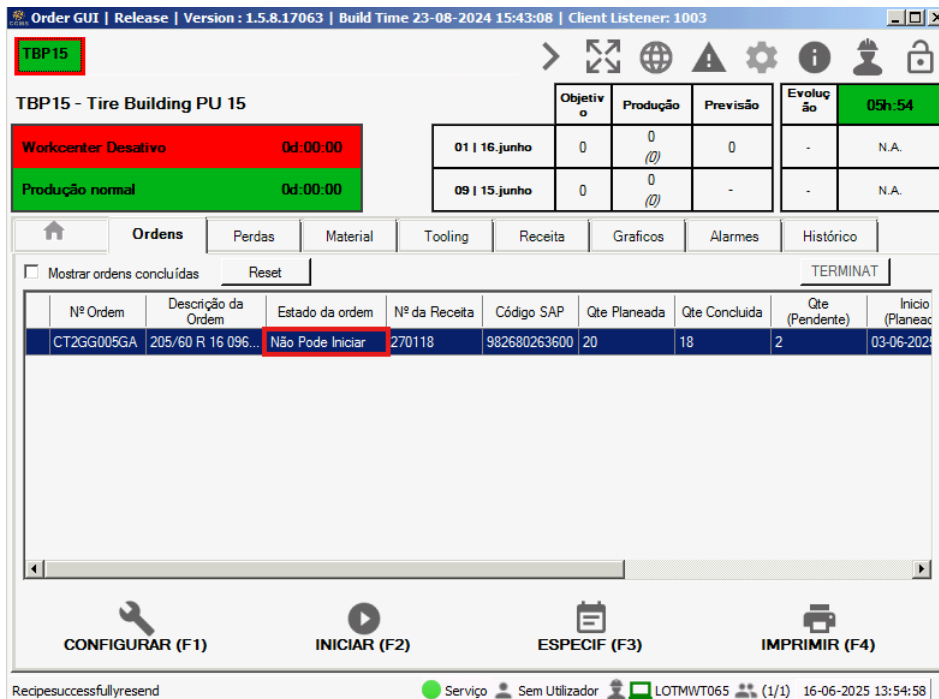 Order GUI | Release | Version : 1.5.8.17063 | Build Time 23-08-2024 15:43:08 | Client Listener: 1003
TBP15
TBP15 - Tire Building PU 15
Objetivo Produção Previsão Evolução 05h:54
Workcenter Desativo 0d:00:00
01 | 16.junho 0 0 (0) 0 - N.A.
Produção normal 0d:00:00
09 | 15.junho 0 0 (0) - - N.A.
Ordens Perdas Material Tooling Receita Graficos Alarmes Histórico
Mostrar ordens concluídas Reset TERMINAT
Nº Ordem Descrição da Ordem Estado da ordem Nº da Receita Código SAP Qte Planeada Qte Concluida Qte (Pendente) Inicio (Planeac
CT2GG005GA 205/60 R 16 096... Não Pode Iniciar 270118 982680263600 20 18 2 03-06-202
CONFIGURAR (F1) INICIAR (F2) ESPECIF (F3) IMPRIMIR (F4)
Recipesuccessfullyresend Serviço Sem Utilizador LOTMWT065 (1/1) 16-06-2025 13:54:58